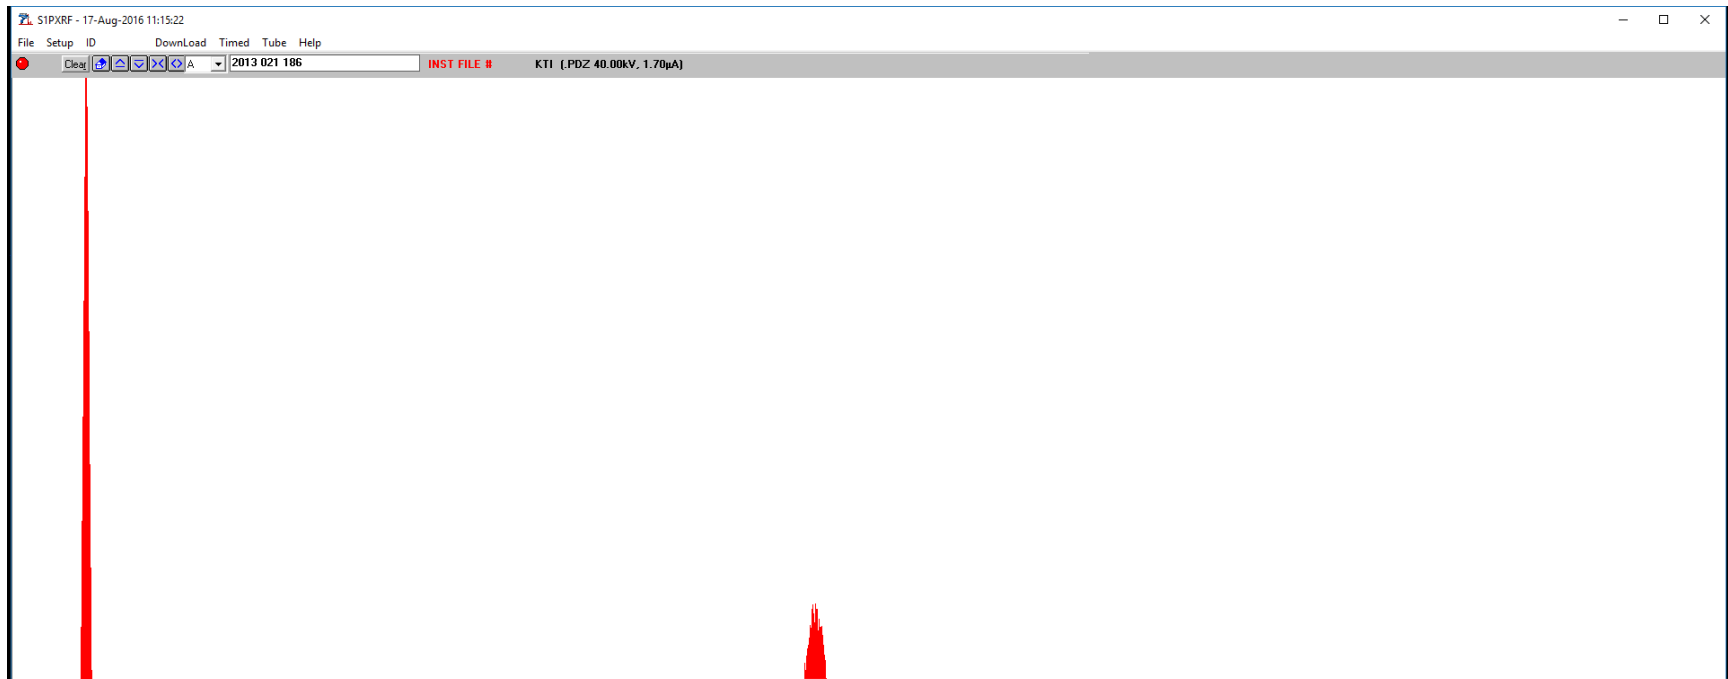 S1PXRF - 17-Aug-2016 11:15:22
File Setup ID DownLoad Timed Tube Help
Clear A 2013 021 186 INST FILE # KTI (.PDZ 40.00kV, 1.70µA)